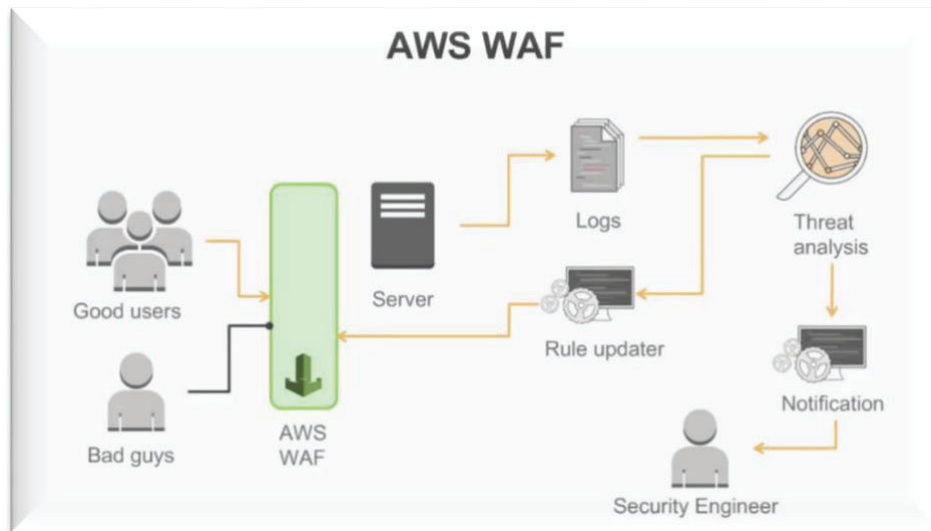 AWS WAF
Logs
Threat
analysis
Good users
Server
Rule updater
Notification
AWS
WAF
Bad guys
Security Engineer